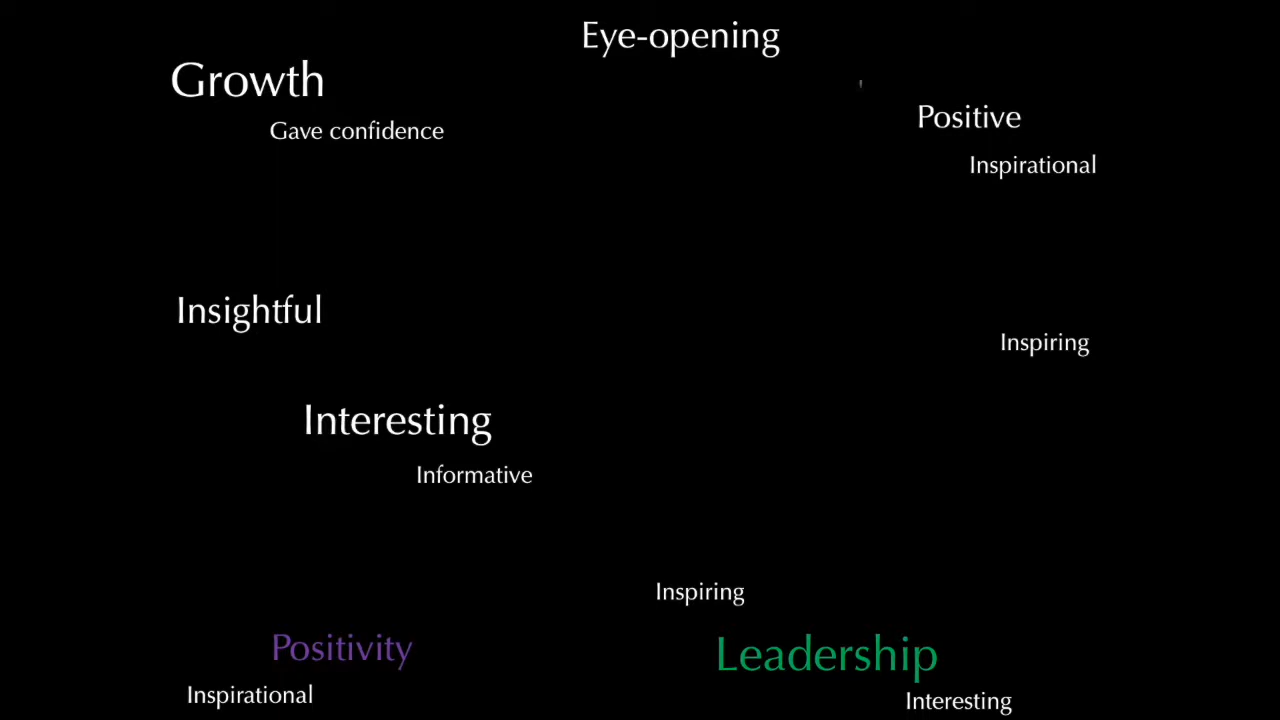 Eye-opening
Growth
Positive
Gave confidence
Inspirational
Insightful
Inspiring
Interesting
Informative
Inspiring
Positivity
Leadership
Inspirational
Interesting